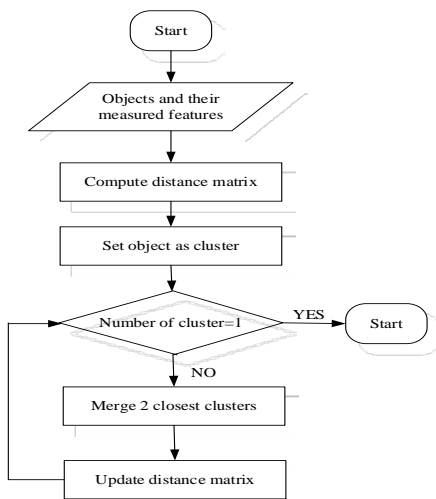 Start
Objects and their
measured features
Compute distance matrix
Set object as cluster
Number of cluster=1
YES
Start
NO
Merge 2 closest clusters
Update distance matrix